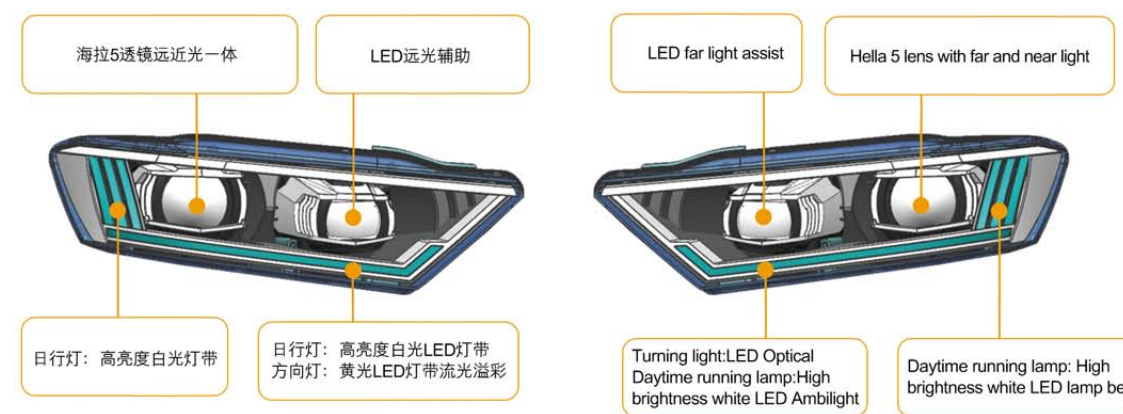 海拉5透镜远近光一体
LED远光辅助
LED far light assist
Hella 5 lens with far and near light
日行灯：高亮度白光灯带
日行灯：高亮度白光LED灯带
方向灯：黄光LED灯带流光溢彩
Turning light:LED Optical
Daytime running lamp:High
brightness white LED Ambilight
Daytime running lamp: High
brightness white LED lamp be